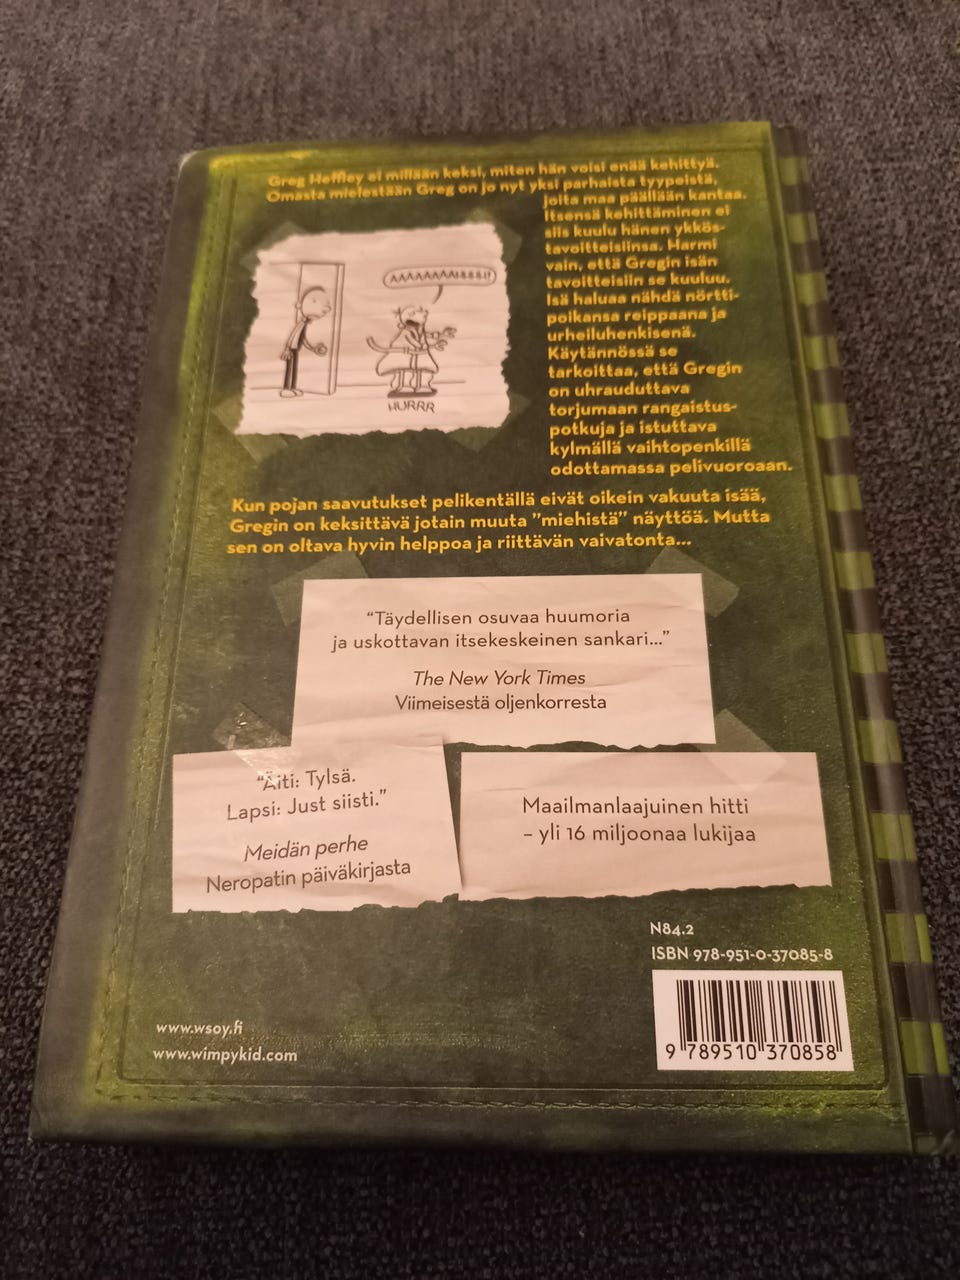 Greg Heffley ei millään keksi, miten hän voisi enää kehittyä.
Omasta mielestään Greg on jo nyt yksi parhaista tyypeistä,
joita maa päällään kantaa.
Itsensä kehittäminen ei
siis kuulu hänen ykkös-
tavoitteisiinsa. Harmi
vain, että Gregin isän
tavoitteisiin se kuuluu.
Isä haluaa nähdä nörtti-
poikansa reippaana ja
urheiluhenkisenä.
Käytännössä se
tarkoittaa, että Gregin
on uhrauduttava
torjumaan rangaistus-
potkuja ja istuttava
kylmällä vaihtopenkillä
odottamassa pelivuoroaan.
HURRR
Kun pojan saavutukset pelikentällä eivät oikein vakuuta isää,
Gregin on keksittävä jotain muuta ”miehistä” näyttöä. Mutta
sen on oltava hyvin helppoa ja riittävän vaivatonta...
“Täydellisen osuvaa huumoria
ja uskottavan itsekeskeinen sankari...”
The New York Times
Viimeisestä oljenkorresta
“Äiti: Tylsä.
Lapsi: Just siisti.”
Meidän perhe
Neropatin päiväkirjasta
Maailmanlaajuinen hitti
– yli 16 miljoonaa lukijaa
N84.2
ISBN 978-951-0-37085-8
9 789510 370858
www.wsoy.fi
www.wimpykid.com